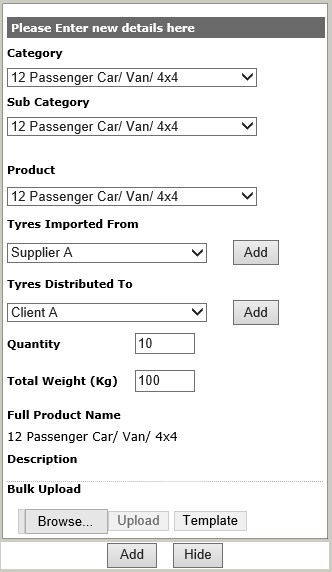 Please Enter new details here
Category
12 Passenger Car/ Van/ 4x4
Sub Category
12 Passenger Car/ Van/ 4x4
Product
12 Passenger Car/ Van/ 4x4
Tyres Imported From
Supplier A Add
Tyres Distributed To
Client A Add
Quantity 10
Total Weight (Kg) 100
Full Product Name
12 Passenger Car/ Van/ 4x4
Description
Bulk Upload
Browse... Upload Template
Add Hide